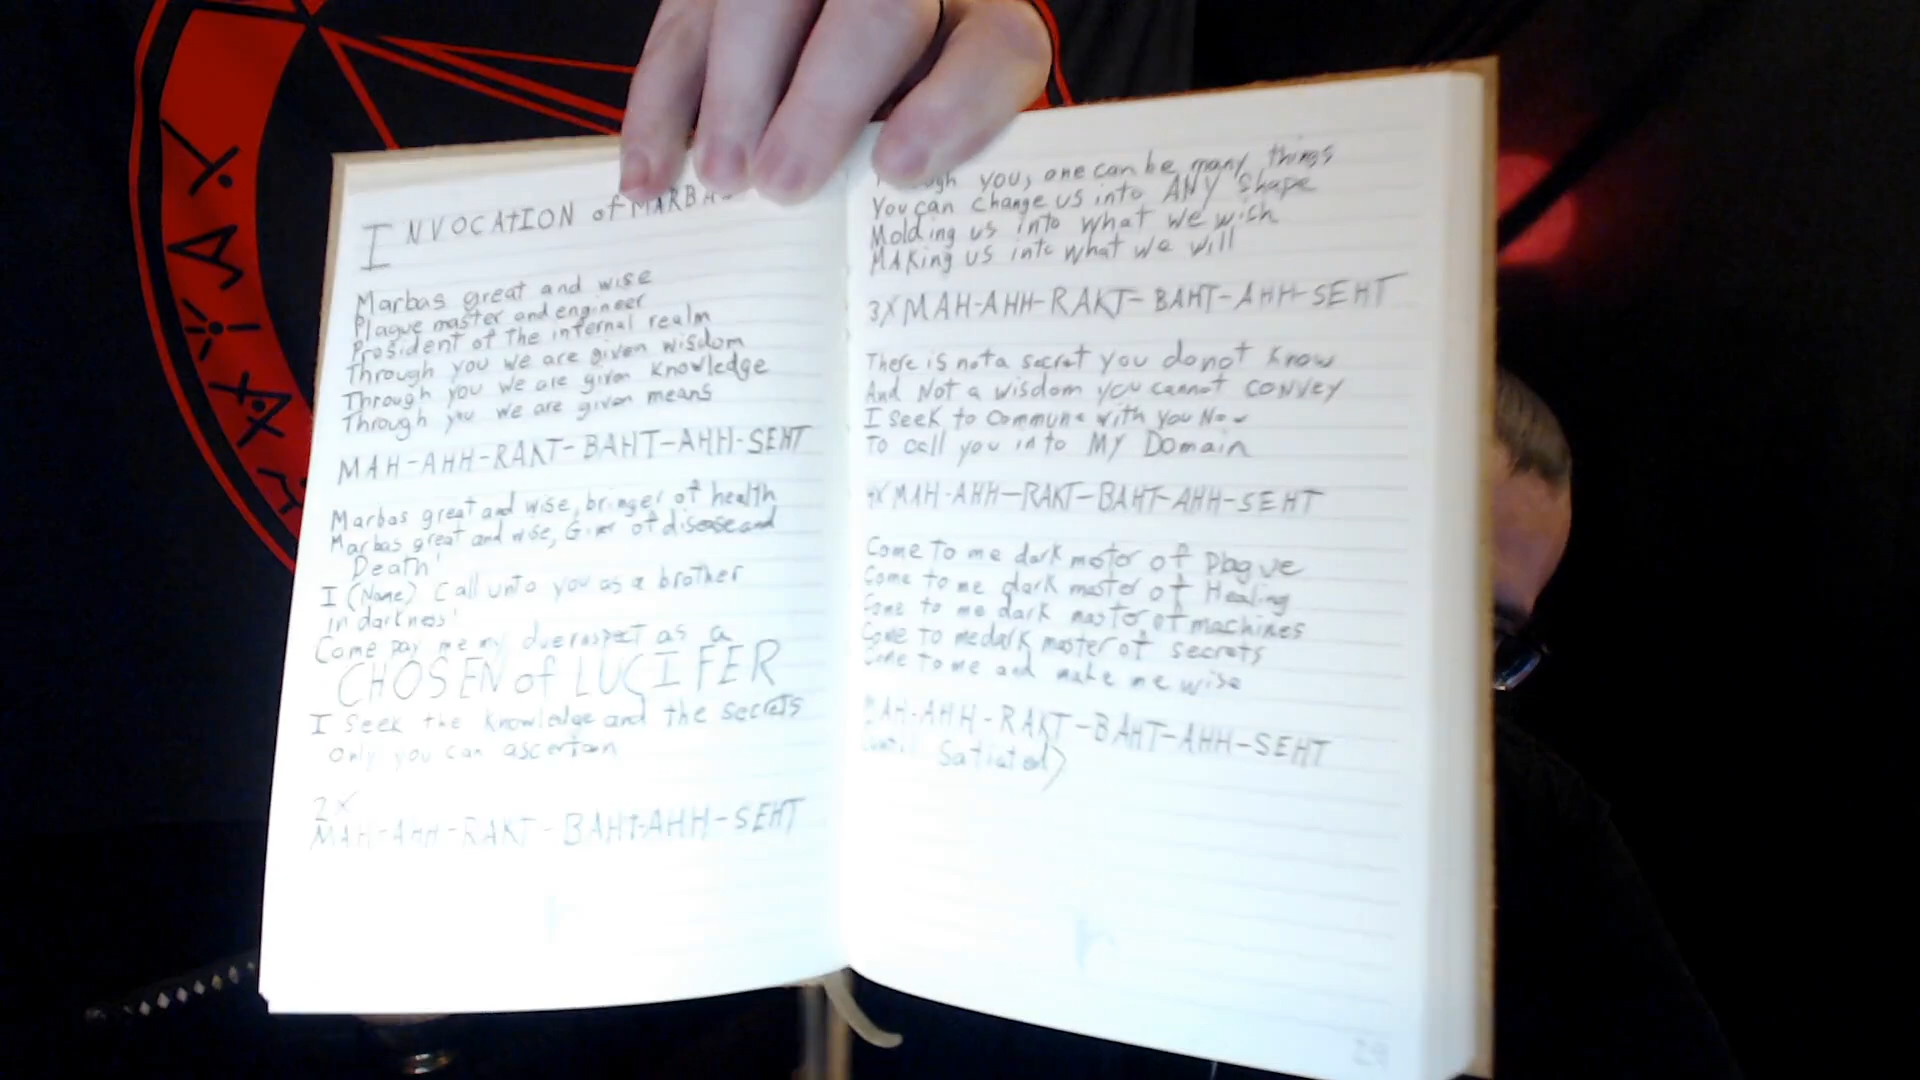 INVOCATION of MARBA
Marbas great and wise
Plague master and engineer
President of the infernal realm
Through you we are given wisdom
Through you we are given knowledge
Through you we are given means
MAH-AHH-RAKT-BAHT-AHH-SEHT
Marbas great and wise, bringer of health
Marbas great and wise, Giver of disease and
Death!
I (Name) Call unto you as a brother
in darkness!
Come pay me my due respect as a
CHOSEN of LUCIFER
I seek the knowledge and the secrets
Only you can ascertain
2X
MAH-AHH-RAKT-BAHT-AHH-SEHT
you, one can be many things
You can change us into ANY shape
Molding us into what we wish
MAKing us into what we will
3X MAH-AHH-RAKT-BAHT-AHH-SEHT
There is not a secret you do not know
And Not a wisdom you cannot convey
I seek to commune with you Now
To call you into MY Domain
MAH-AHH-RAKT-BAHT-AHH-SEHT
Come To me dark master of Plague
Come to me dark master of Healing
Come to me dark master of machines
Come To me dark master of secrets
Come to me and make me wise
MAH-AHH-RAKT-BAHT-AHH-SEHT
Satiated)